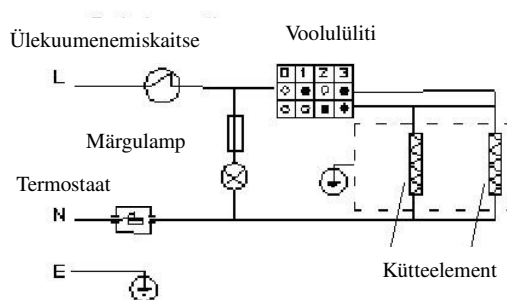 Ülekuumenemiskaitse
Voolulüliti
L
0 1 2 3
Märgulamp
Termostaat
N
E
Kütteelement